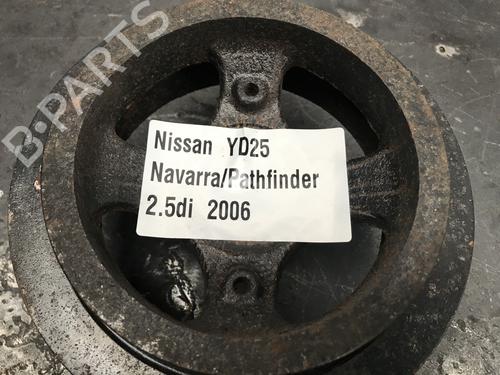 B-PARTS
Nissan YD25
Navarra/Pathfinder
2.5di 2006